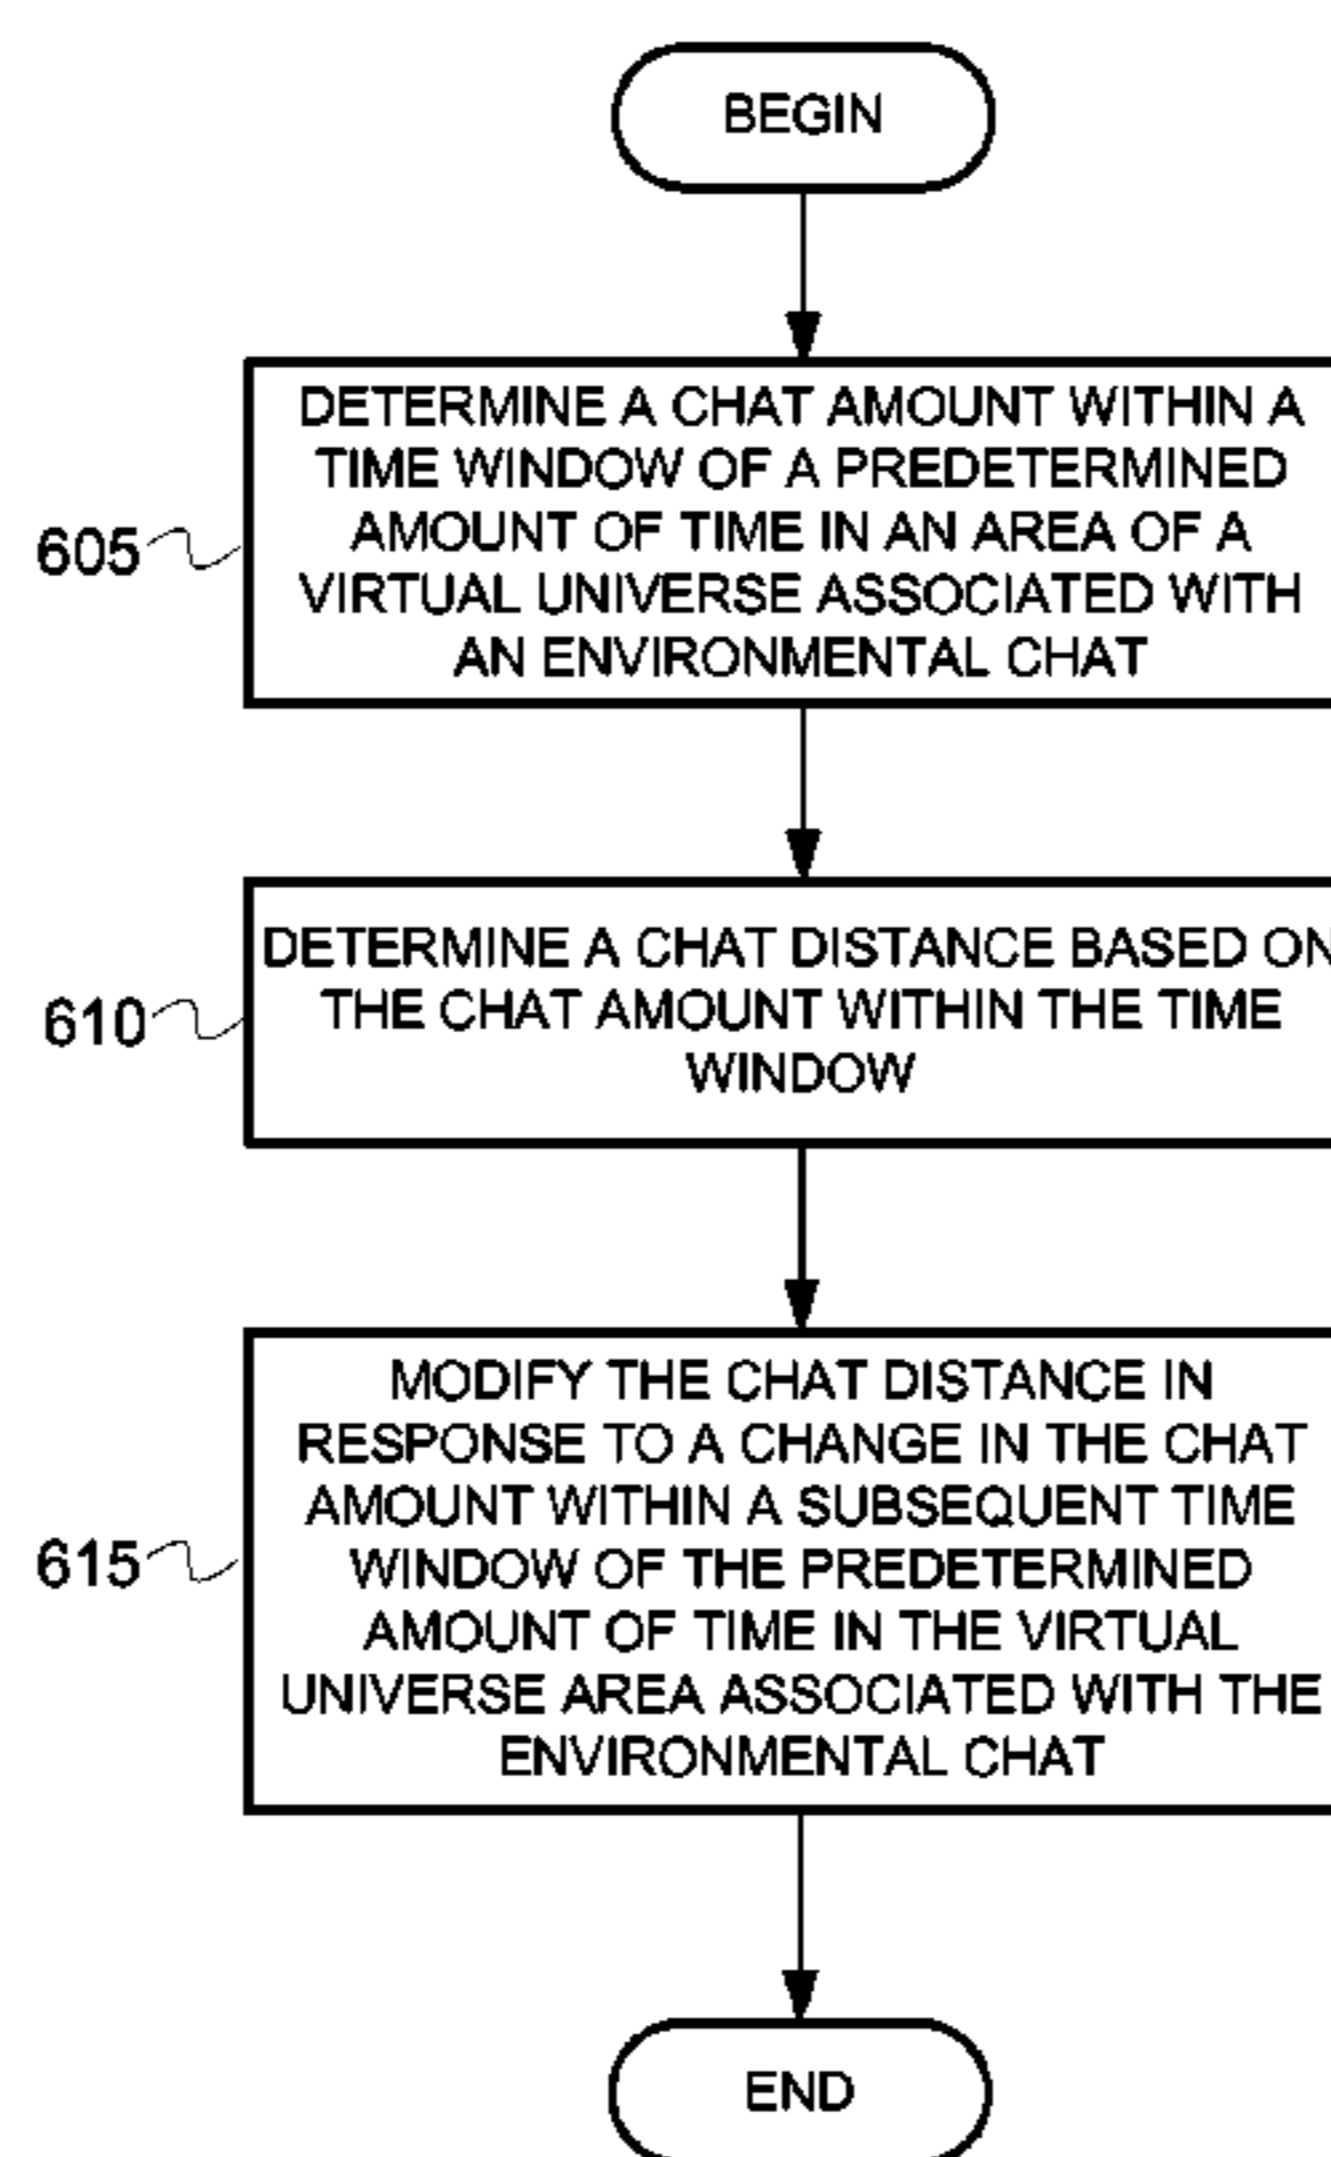 BEGIN
DETERMINE A CHAT AMOUNT WITHIN A
TIME WINDOW OF A PREDETERMINED
AMOUNT OF TIME IN AN AREA OF A
VIRTUAL UNIVERSE ASSOCIATED WITH
AN ENVIRONMENTAL CHAT
605
DETERMINE A CHAT DISTANCE BASED ON
THE CHAT AMOUNT WITHIN THE TIME
WINDOW
610
MODIFY THE CHAT DISTANCE IN
RESPONSE TO A CHANGE IN THE CHAT
AMOUNT WITHIN A SUBSEQUENT TIME
WINDOW OF THE PREDETERMINED
AMOUNT OF TIME IN THE VIRTUAL
UNIVERSE AREA ASSOCIATED WITH THE
ENVIRONMENTAL CHAT
615
END